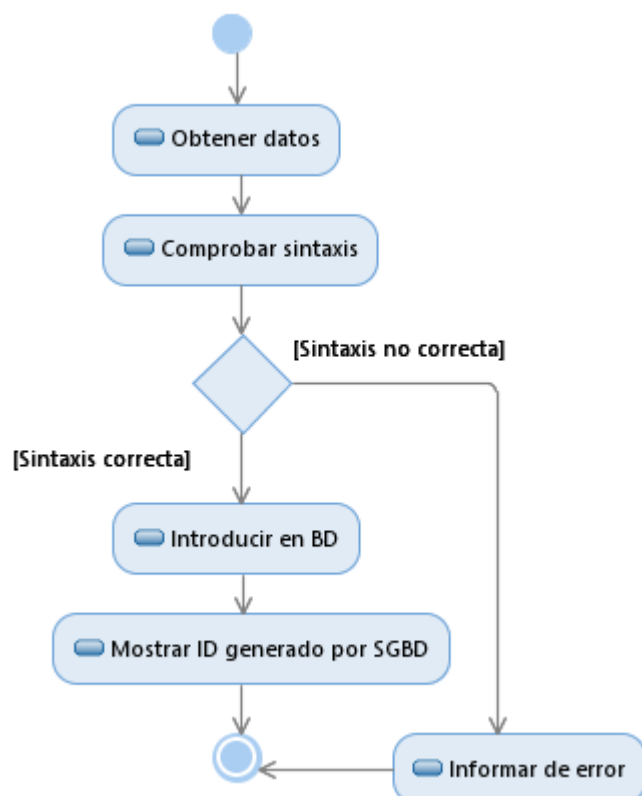 Obtener datos
Comprobar sintaxis
[Sintaxis no correcta]
[Sintaxis correcta]
Introducir en BD
Mostrar ID generado por SGBD
Informar de error